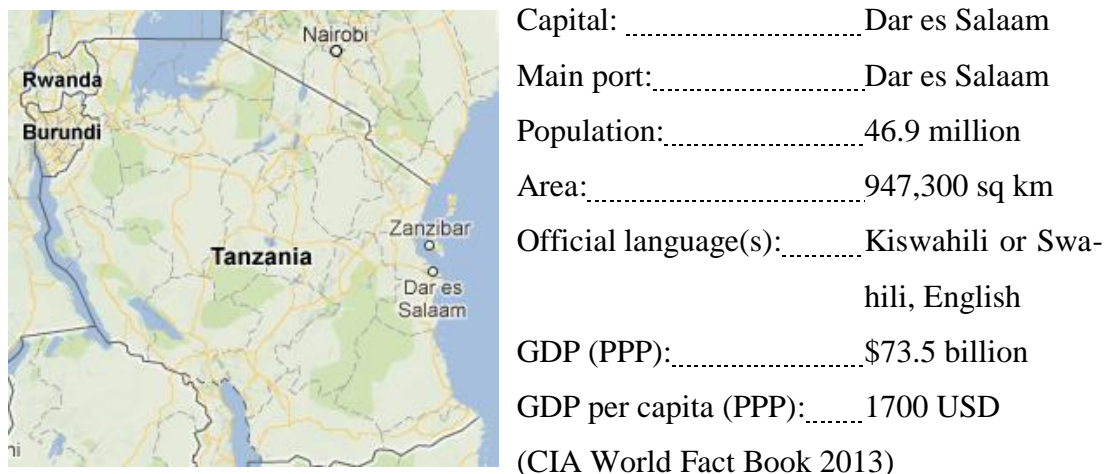 Nairobi
Rwanda
Burundi
Zanzibar
Tanzania
Dar es
Salaam
Capital: Dar es Salaam
Main port: Dar es Salaam
Population: 46.9 million
Area: 947,300 sq km
Official language(s): Kiswahili or Swa-
hili, English
GDP (PPP): $73.5 billion
GDP per capita (PPP): 1700 USD
(CIA World Fact Book 2013)